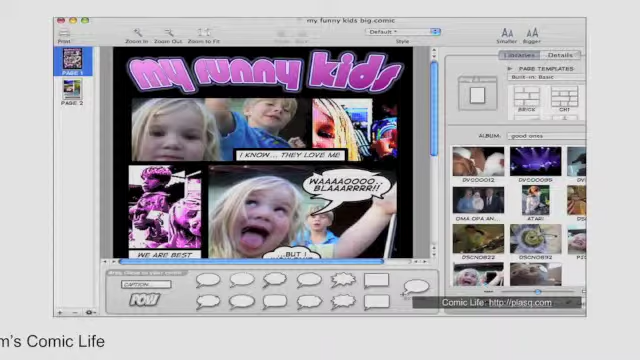 my funny kids big.comic
Print
Zoom In
Zoom Out
Zoom to Fit
Default *
Style
Smaller
Bigger
Libraries
Details
PAGE 1
PAGE 2
PAGE TEMPLATES
Built-in: Basic
BRICK
my funny kids
I KNOW... THEY LOVE ME
WAAAAOOOO..
BLAAARRRR!!
WE ARE BEST
...BUT I
ALBUM:
good ones
DVC00012
DMA OPA AN...
ATARI
DSCN0822
DSCN0892
CAPTION...
POW
Comic Life: http://plasq.com
m's Comic Life